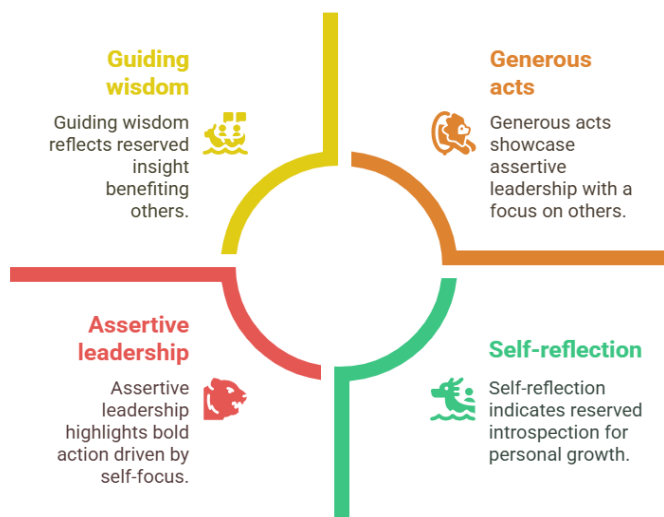 Guiding
wisdom
Guiding wisdom
reflects reserved
insight
benefiting
others.
Generous
acts
Generous acts
showcase
assertive
leadership with a
focus on others.
Assertive
leadership
Assertive
leadership
highlights bold
action driven by
self-focus.
Self-reflection
Self-reflection
indicates reserved
introspection for
personal growth.